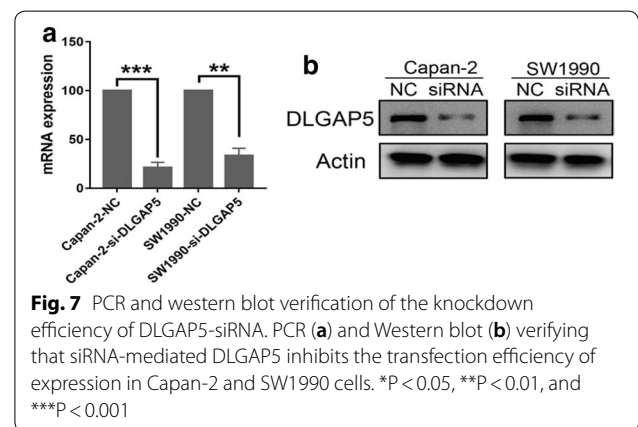 a
150
100
50
0
mRNA expression
***
**
Capan-2-NC
Capan-2-si-DLGAP5
SW1990-NC
SW1990-si-DLGAP5
b
Capan-2 SW1990
NC siRNA NC siRNA
DLGAP5
Actin
Fig. 7 PCR and western blot verification of the knockdown
efficiency of DLGAP5-siRNA. PCR (a) and Western blot (b) verifying
that siRNA-mediated DLGAP5 inhibits the transfection efficiency of
expression in Capan-2 and SW1990 cells. *P < 0.05, **P < 0.01, and
***P < 0.001